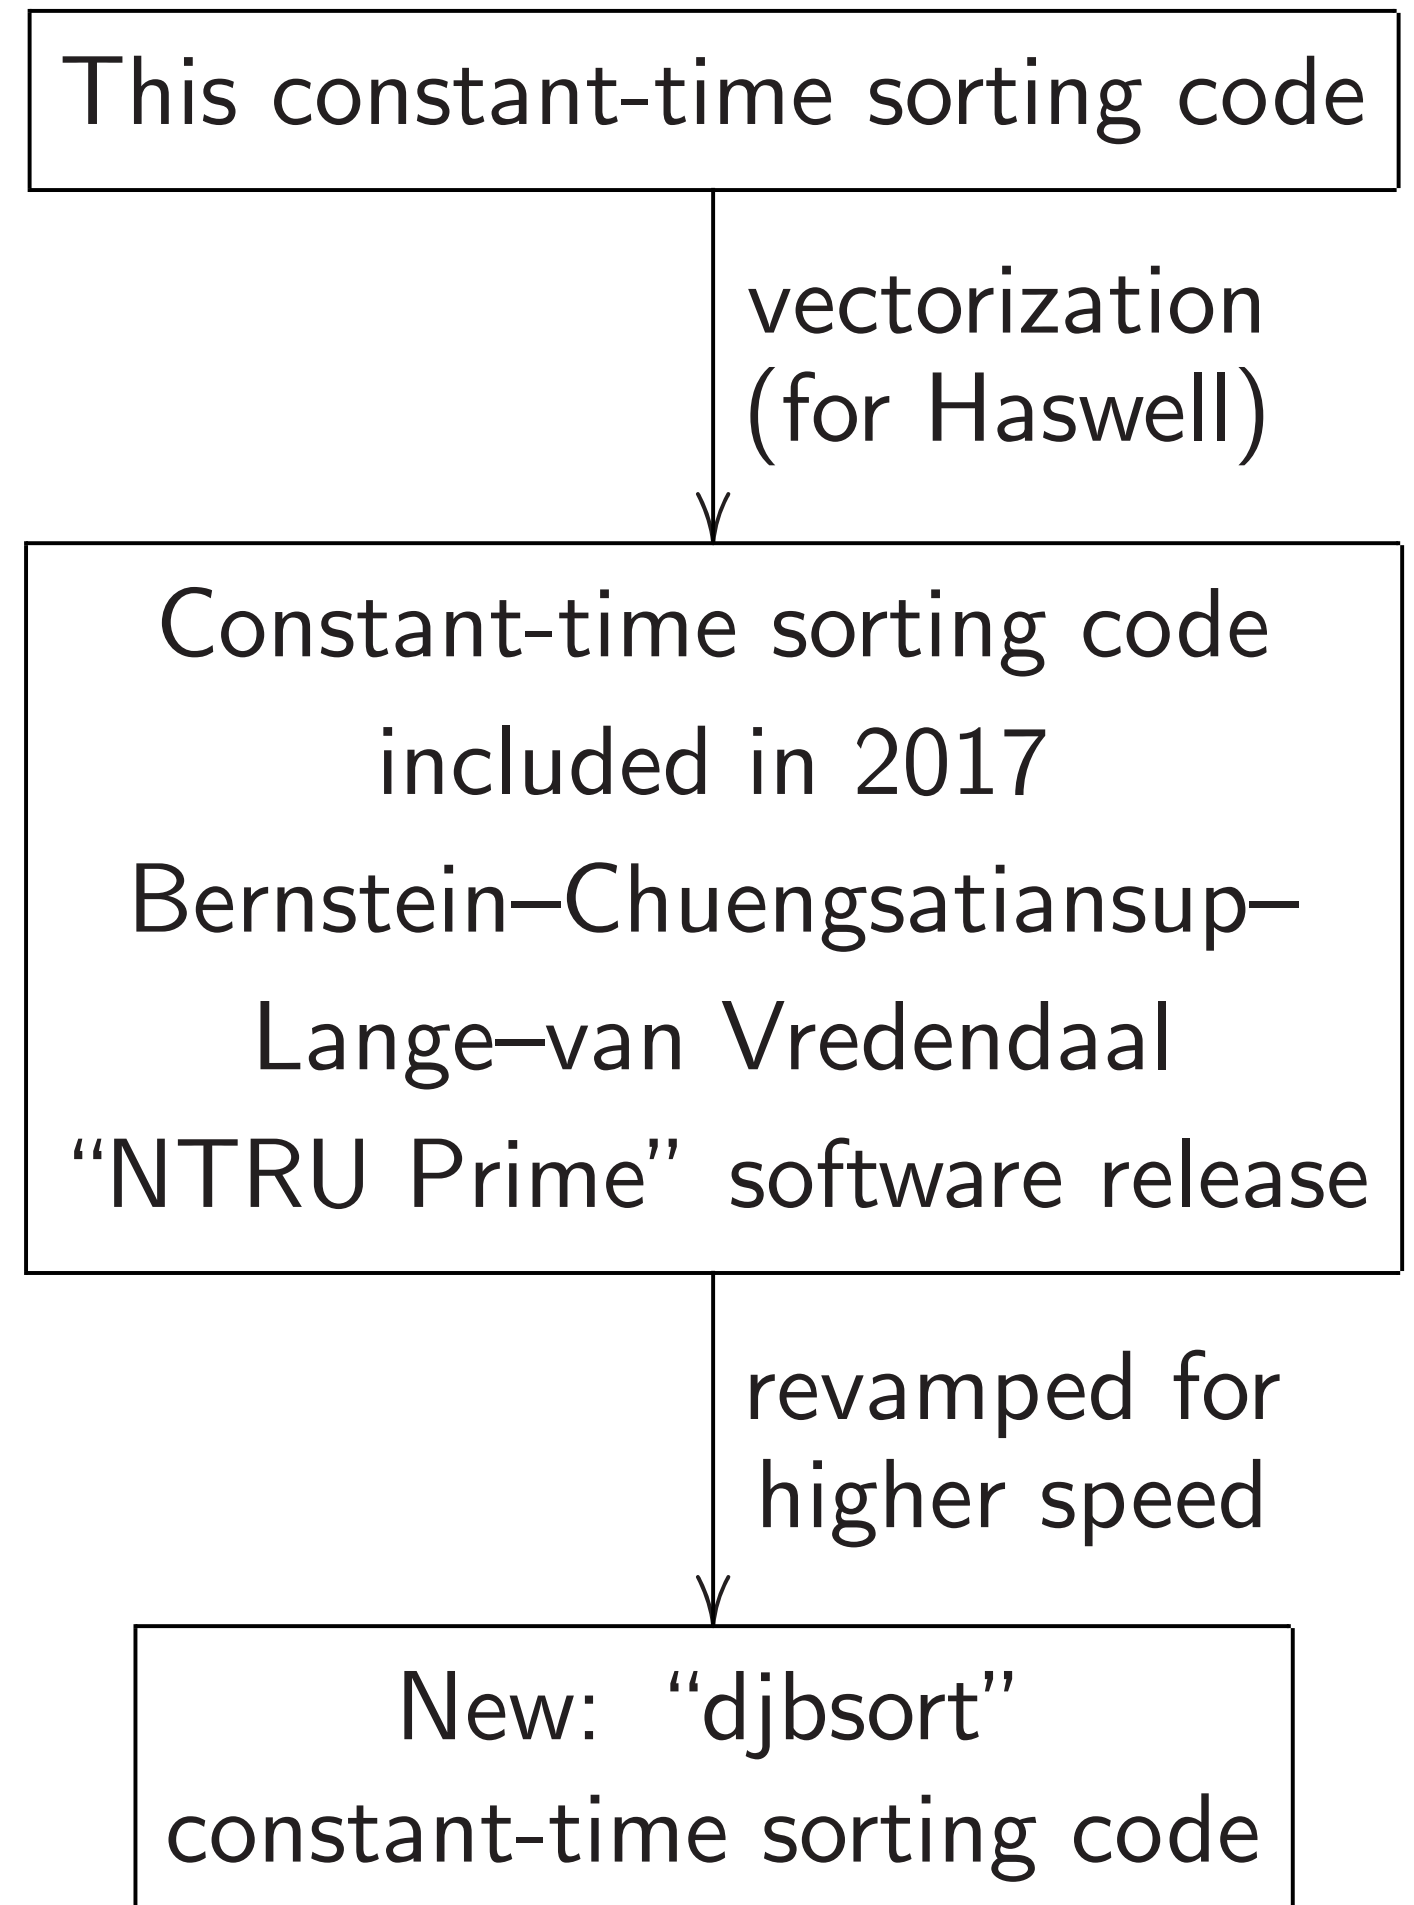 This constant-time sorting code
vectorization
(for Haswell)
Constant-time sorting code
included in 2017
Bernstein–Chuengsatiansup–
Lange–van Vredendaal
“NTRU Prime” software release
revamped for
higher speed
New: “djbsort”
constant-time sorting code